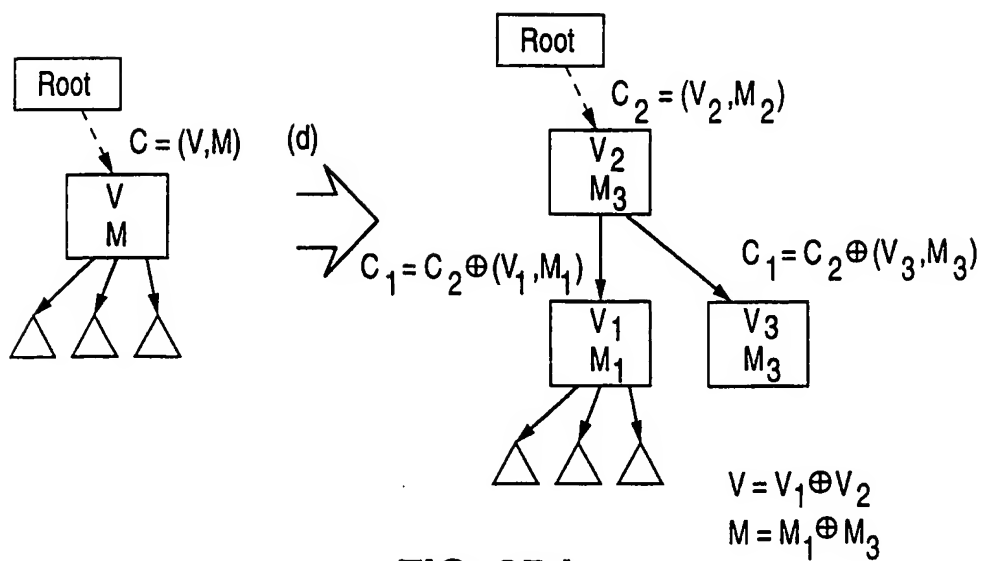 Root
C = (V,M)
V
M
(d)
Root
C₂ = (V₂,M₂)
V₂
M₃
C₁ = C₂ ⊕ (V₁,M₁)
C₁ = C₂ ⊕ (V₃,M₃)
V₁
M₁
V₃
M₃
V = V₁ ⊕ V₂
M = M₁ ⊕ M₃